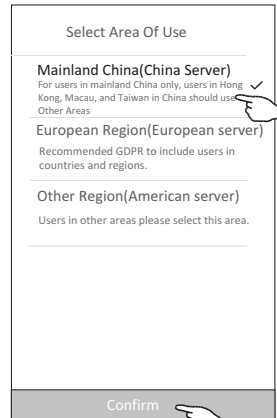 Select Area Of Use
Mainland China(China Server)
For users in mainland China only, users in Hong
Kong, Macau, and Taiwan in China should use
Other Areas
European Region(European server)
Recommended GDPR to include users in
countries and regions.
Other Region(American server)
Users in other areas please select this area.
Confirm